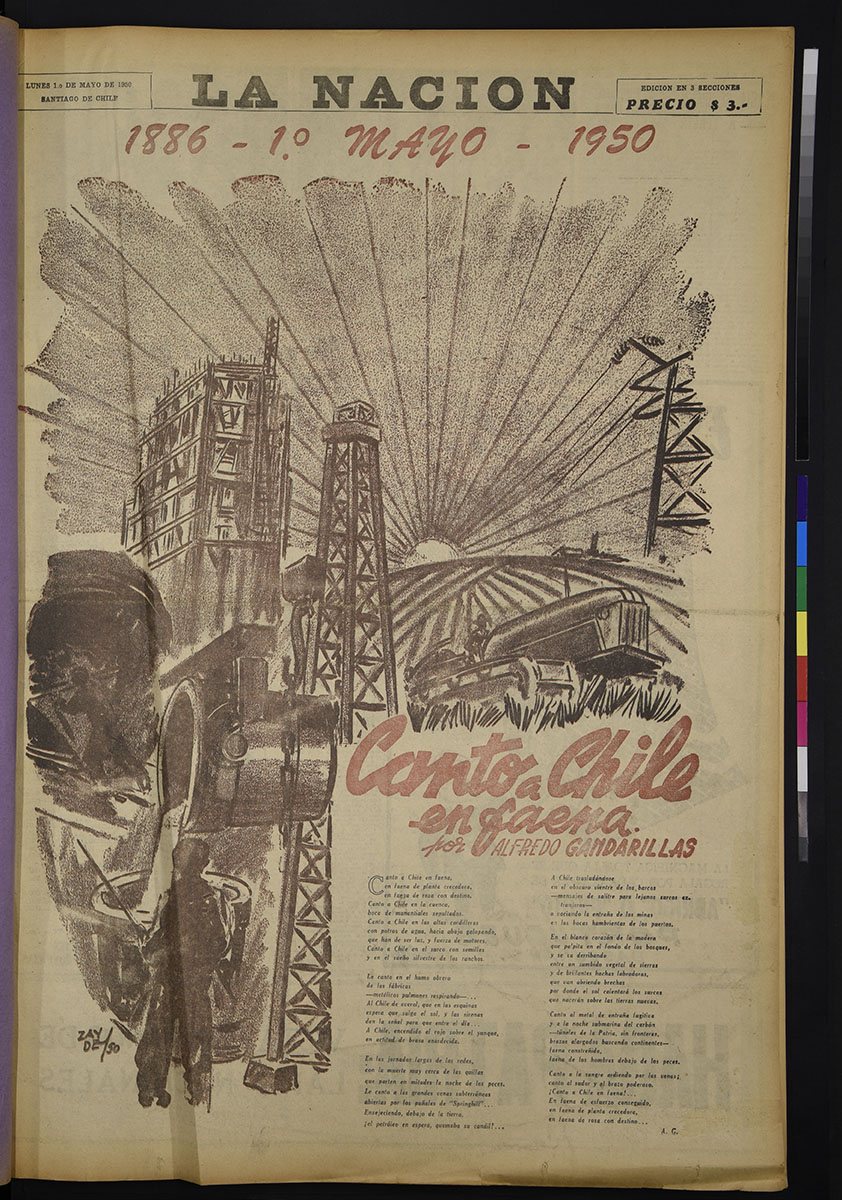 LUNES 1.o DE MAYO DE 1950
SANTIAGO DE CHILE
LA NACION
EDICION EN 3 SECCIONES
PRECIO $ 3.-
1886 - 1.º MAYO - 1950
Canto a Chile
en faena.
por ALFREDO GANDARILLAS
Canto a Chile en faena,
en faena de planta crecedora,
en faena de rosa con destino.
Canto a Chile en la cuenca,
boca de manantiales sepultados.
Canto a Chile en las altas cordilleras
con potros de agua, hacia abajo galopando,
que han de ser luz, y fuerza de motores.
Canto a Chile en el surco con semillas
y en el sueño silvestre de los ranchos.
Lo canto en el humo obrero
de las fábricas
—metálicos pulmones respirando—...
Al Chile de overol, que en las esquinas
espera que salga el sol, y las sirenas
den la señal para que entre el día...
A Chile, encendido el rojo sobre el yunque,
en actitud de brasa enardecida.
En las jornadas largas de las redes,
con la muerte muy cerca de las quillas
que parten en mitades la noche de los peces.
Le canto a las grandes venas subterráneas
abiertas por los puñales de "Springhill"...
Envejeciendo, debajo de la tierra,
¡el petróleo en espera, quemaba su candil!...
A Chile trasladándose
en el obscuro vientre de los barcos
—mensajes de salitre para lejanos surcos ex-
tranjeros—
o vaciando la entraña de las minas
en las bocas hambrientas de los puertos.
En el blanco corazón de la madera
que palpita en el fondo de los bosques,
y se va derribando
entre un zumbido vegetal de sierras
y de brillantes hachas labradoras,
que van abriendo brechas
por donde el sol calentará los surcos
que nacerán sobre las tierras nuevas.
Canto al metal de entraña fugitiva
y a la noche submarina del carbón
—túneles de la Patria, sin fronteras,
brazos alargados buscando continentes—
faena constreñida,
faena de los hombres debajo de los peces.
Canto a la sangre ardiendo por las venas;
canto al sudor y al brazo poderoso.
¡Canto a Chile en faena!...
En faena de esfuerzo conseguido,
en faena de planta crecedora,
en faena de rosa con destino...
A. G.
ZAY
DE/50